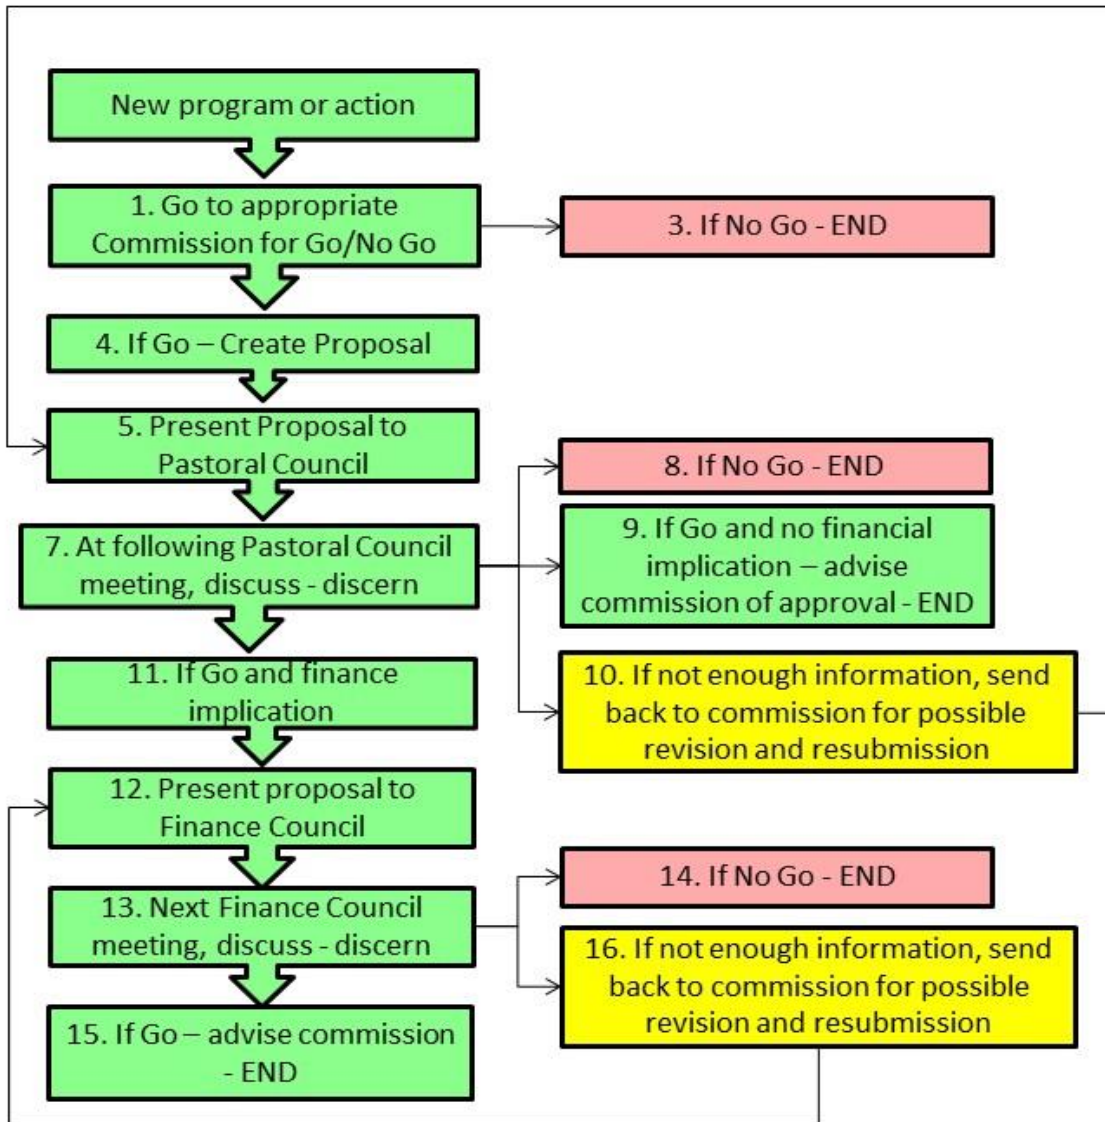 New program or action
1. Go to appropriate
Commission for Go/No Go
3. If No Go - END
4. If Go – Create Proposal
5. Present Proposal to
Pastoral Council
8. If No Go - END
7. At following Pastoral Council
meeting, discuss - discern
9. If Go and no financial
implication – advise
commission of approval - END
11. If Go and finance
implication
10. If not enough information, send
back to commission for possible
revision and resubmission
12. Present proposal to
Finance Council
14. If No Go - END
13. Next Finance Council
meeting, discuss - discern
16. If not enough information, send
back to commission for possible
revision and resubmission
15. If Go – advise commission
- END